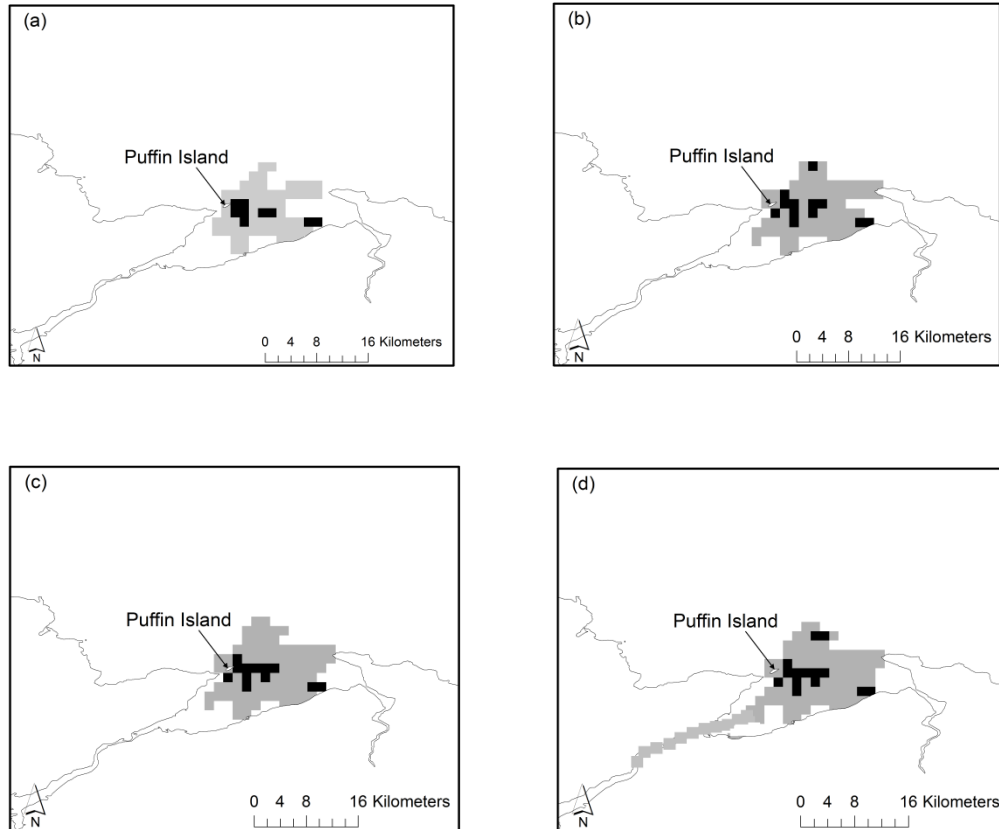 (a)
Puffin Island
0 4 8 16 Kilometers
N
(b)
Puffin Island
0 4 8 16 Kilometers
N
(c)
Puffin Island
0 4 8 16 Kilometers
N
(d)
Puffin Island
0 4 8 16 Kilometers
N